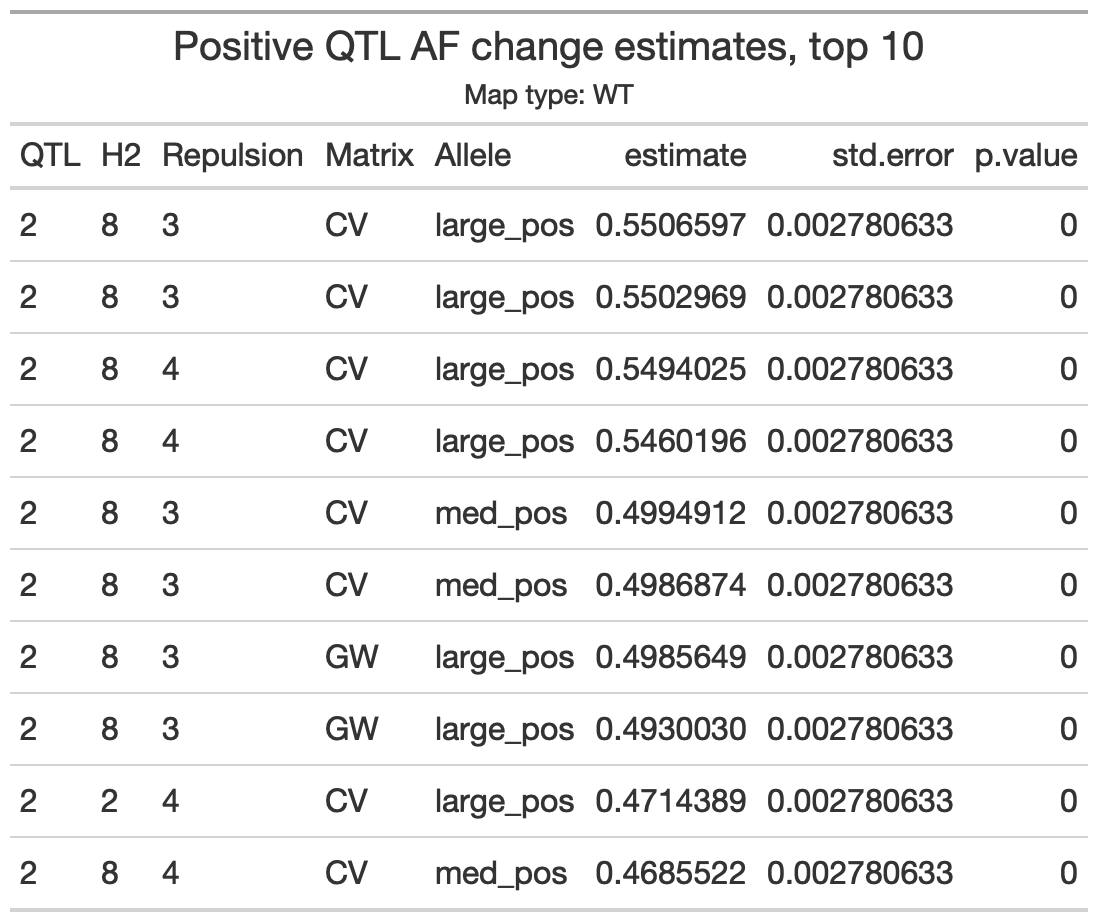 Positive QTL AF change estimates, top 10
Map type: WT
QTL H2 Repulsion Matrix Allele estimate std.error p.value
2 8 3 CV large_pos 0.5506597 0.002780633 0
2 8 3 CV large_pos 0.5502969 0.002780633 0
2 8 4 CV large_pos 0.5494025 0.002780633 0
2 8 4 CV large_pos 0.5460196 0.002780633 0
2 8 3 CV med_pos 0.4994912 0.002780633 0
2 8 3 CV med_pos 0.4986874 0.002780633 0
2 8 3 GW large_pos 0.4985649 0.002780633 0
2 8 3 GW large_pos 0.4930030 0.002780633 0
2 2 4 CV large_pos 0.4714389 0.002780633 0
2 8 4 CV med_pos 0.4685522 0.002780633 0